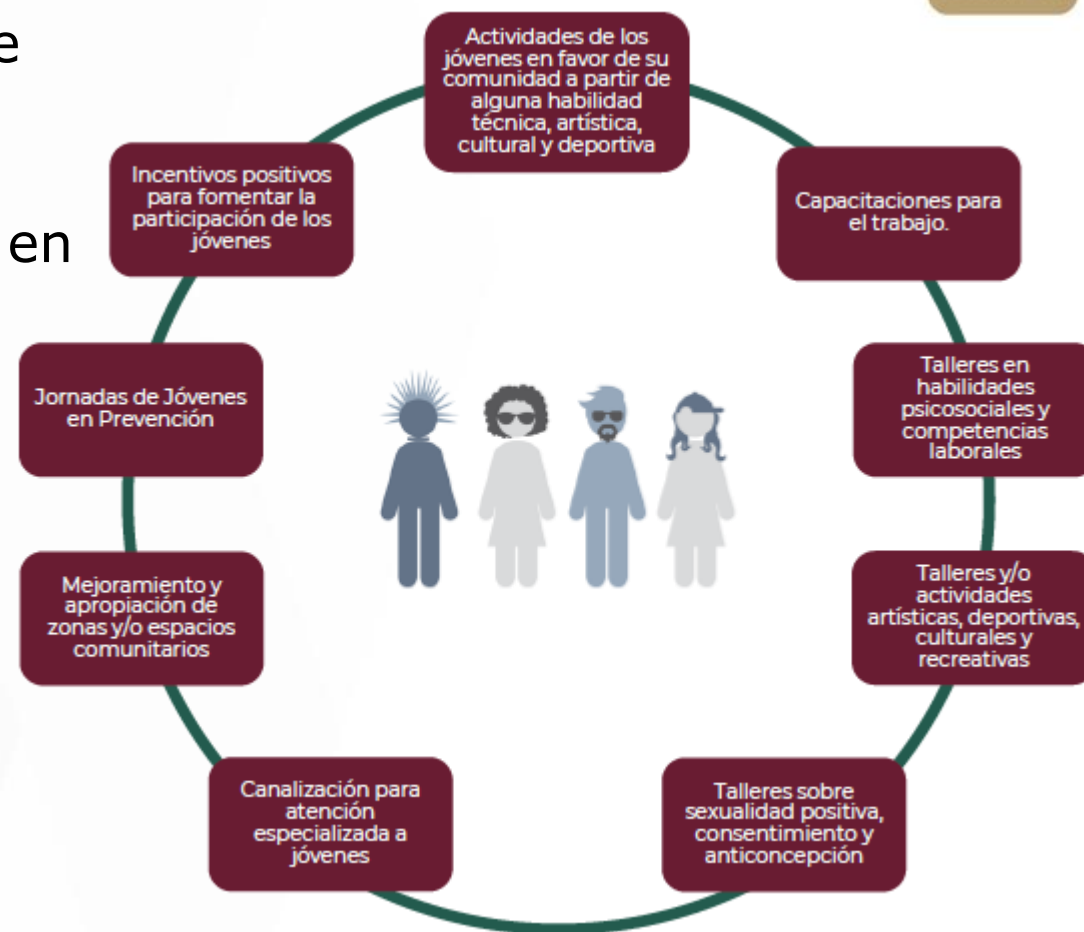 e
en
Actividades de los
jóvenes en favor de su
comunidad a partir de
alguna habilidad
técnica, artística,
cultural y deportiva
Capacitaciones para
el trabajo.
Talleres en
habilidades
psicosociales y
competencias
laborales
Talleres y/o
actividades
artísticas, deportivas,
culturales y
recreativas
Talleres sobre
sexualidad positiva,
consentimiento y
anticoncepción
Canalización para
atención
especializada a
jóvenes
Mejoramiento y
apropiación de
zonas y/o espacios
comunitarios
Jornadas de Jóvenes
en Prevención
Incentivos positivos
para fomentar la
participación de los
jóvenes